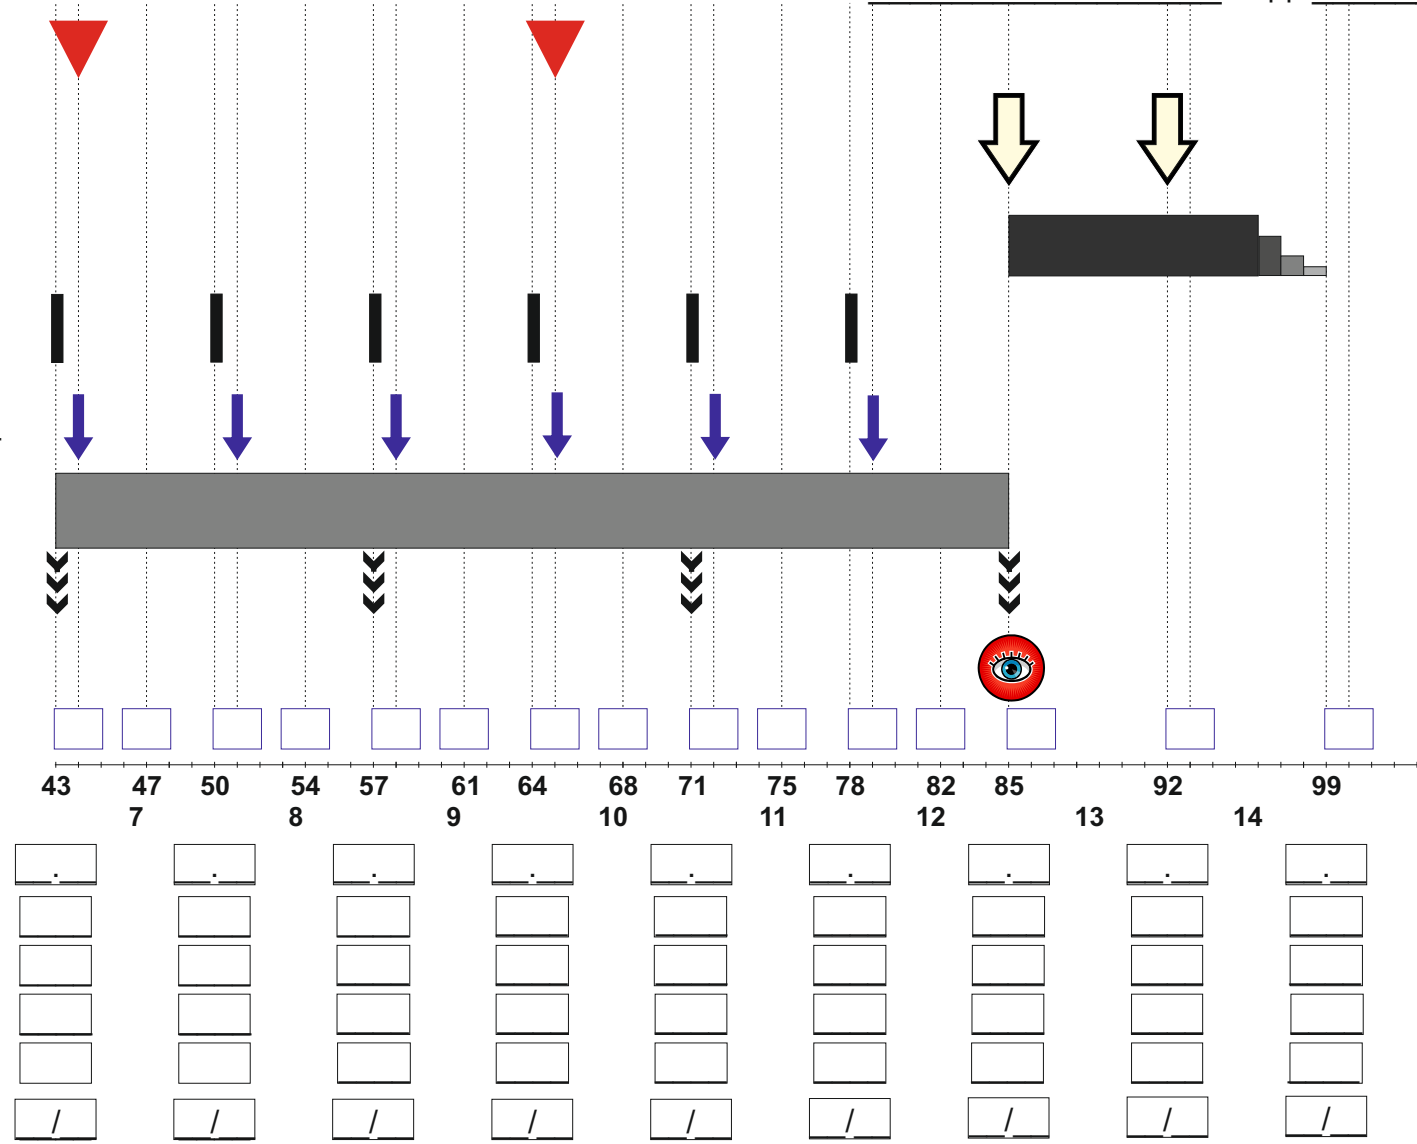 43 47 50 54 57 61 64 68 71 75 78 82 85 92 99
7 8 9 10 11 12 13 14
. . . . . . . . .
/ / / / / / / / /